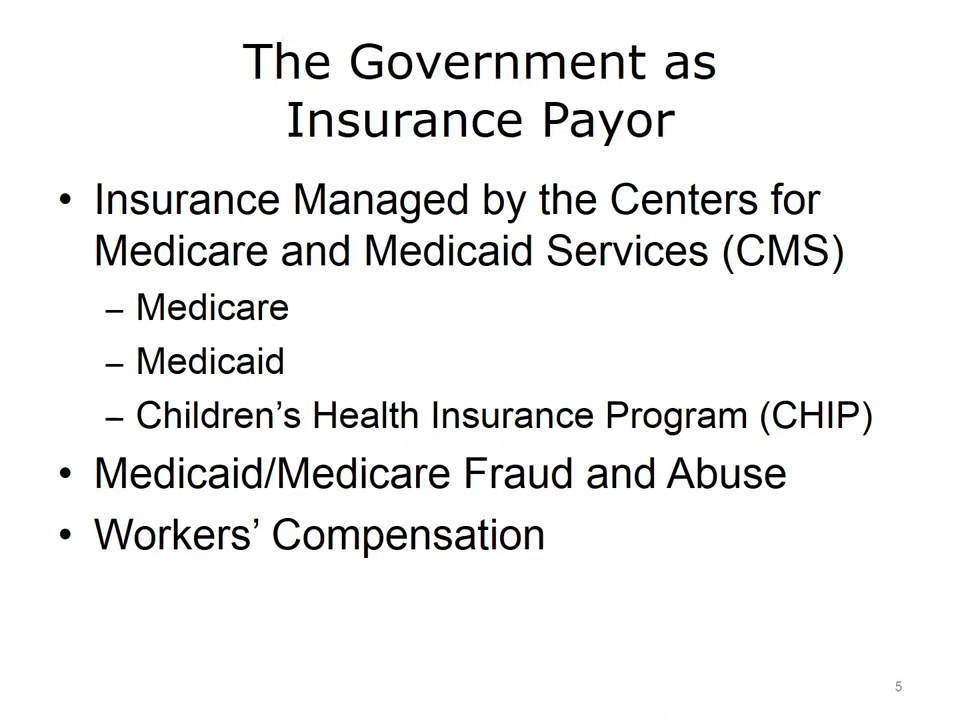 The Government as
Insurance Payor
• Insurance Managed by the Centers for
Medicare and Medicaid Services (CMS)
– Medicare
– Medicaid
– Children’s Health Insurance Program (CHIP)
• Medicaid/Medicare Fraud and Abuse
• Workers’ Compensation
5